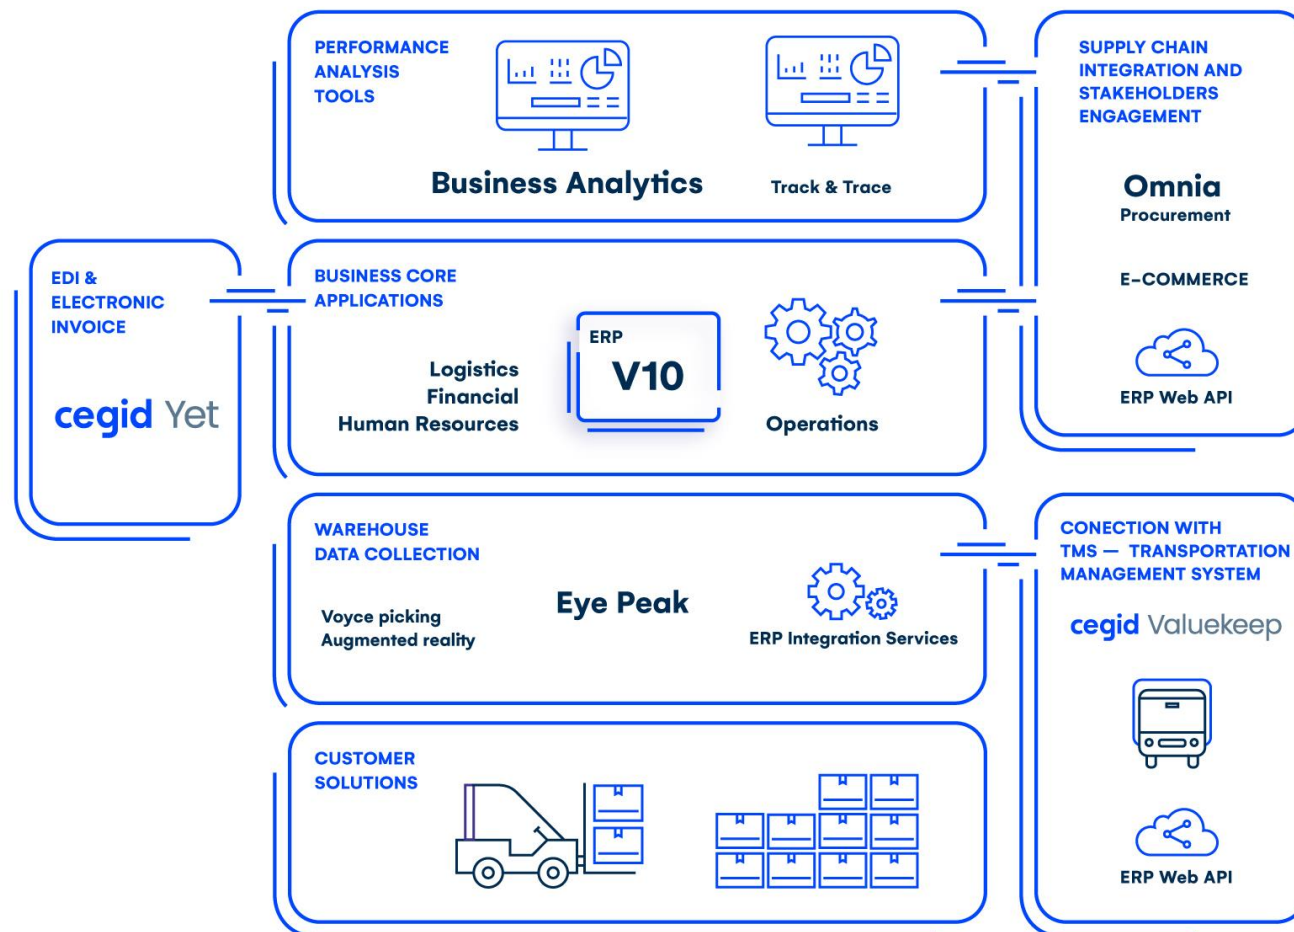 PERFORMANCE
ANALYSIS
TOOLS
Business Analytics
Track & Trace
SUPPLY CHAIN
INTEGRATION AND
STAKEHOLDERS
ENGAGEMENT
Omnia
Procurement
E-COMMERCE
ERP Web API
EDI &
ELECTRONIC
INVOICE
cegid Yet
BUSINESS CORE
APPLICATIONS
Logistics
Financial
Human Resources
ERP
V10
Operations
WAREHOUSE
DATA COLLECTION
Voyce picking
Augmented reality
Eye Peak
ERP Integration Services
CONECTION WITH
TMS — TRANSPORTATION
MANAGEMENT SYSTEM
cegid Valuekeep
ERP Web API
CUSTOMER
SOLUTIONS